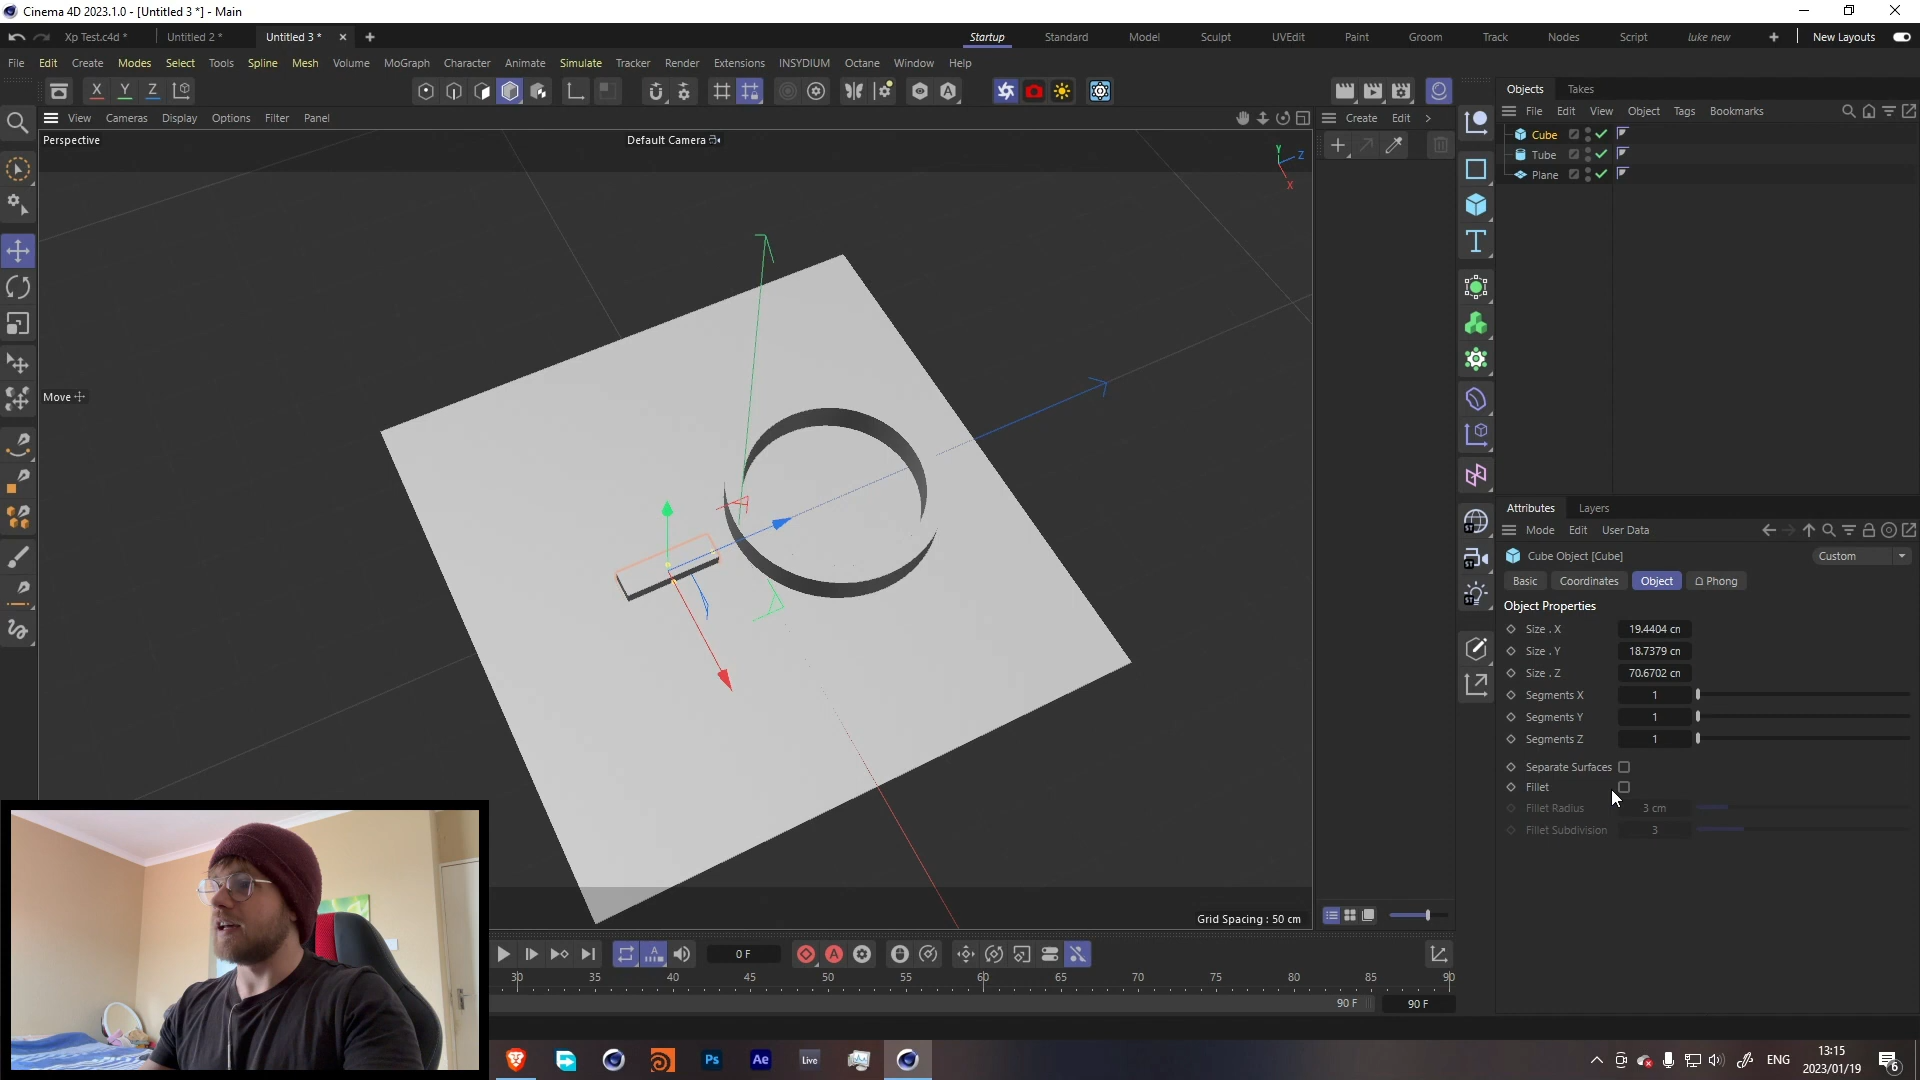 Cinema 4D 2023.1.0 - [Untitled 3 *] - Main
Xp Test.c4d * Untitled 2 * Untitled 3 * Startup Standard Model Sculpt UVEdit Paint Groom Track Nodes Script luke new New Layouts
File Edit Create Modes Select Tools Spline Mesh Volume MoGraph Character Animate Simulate Tracker Render Extensions INSYDIUM Octane Window Help
X Y Z
Objects Takes
View Cameras Display Options Filter Panel Create Edit
File Edit View Object Tags Bookmarks
Perspective Default Camera
Cube
Tube
Plane
Y
Z
X
Move
Attributes Layers
Mode Edit User Data
Cube Object [Cube] Custom
Basic Coordinates Object Phong
Object Properties
Size . X 19.4404 cn
Size . Y 18.7379 cn
Size . Z 70.6702 cn
Segments X 1
Segments Y 1
Segments Z 1
Separate Surfaces
Fillet
Fillet Radius 3 cm
Fillet Subdivision 3
Grid Spacing : 50 cm
0 F
30 35 40 45 50 55 60 65 70 75 80 85 90
90 F 90 F
Ps Ae Live
ENG
13:15
2023/01/19
6